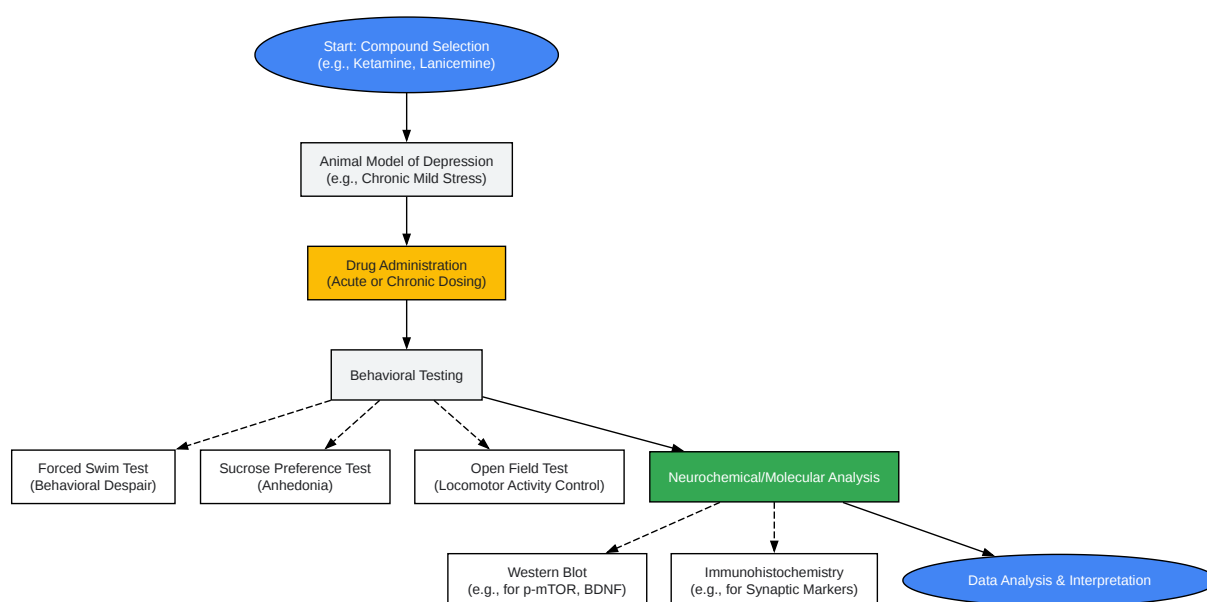 Start: Compound Selection
(e.g., Ketamine, Lanicemine)
Animal Model of Depression
(e.g., Chronic Mild Stress)
Drug Administration
(Acute or Chronic Dosing)
Behavioral Testing
Forced Swim Test
(Behavioral Despair)
Sucrose Preference Test
(Anhedonia)
Open Field Test
(Locomotor Activity Control)
Neurochemical/Molecular Analysis
Western Blot
(e.g., for p-mTOR, BDNF)
Immunohistochemistry
(e.g., for Synaptic Markers)
Data Analysis & Interpretation